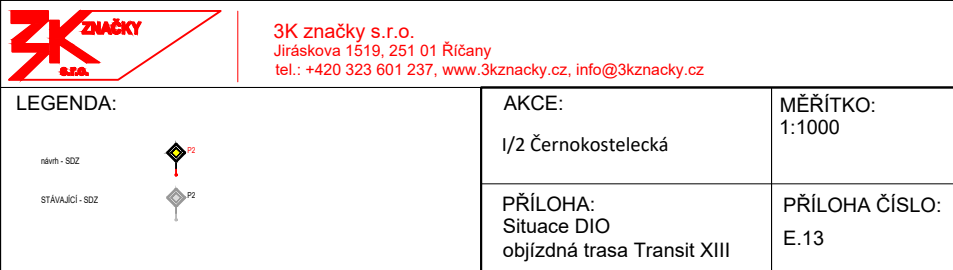 3K ZNAČKY
s.r.o.
3K značky s.r.o.
Jiráskova 1519, 251 01 Říčany
tel.: +420 323 601 237, www.3kznacky.cz, info@3kznacky.cz
LEGENDA:
návrh - SDZ P2
STÁVAJÍCÍ - SDZ P2
AKCE:
I/2 Černokostelecká
MĚŘÍTKO:
1:1000
PŘÍLOHA:
Situace DIO
objízdná trasa Transit XIII
PŘÍLOHA ČÍSLO:
E.13